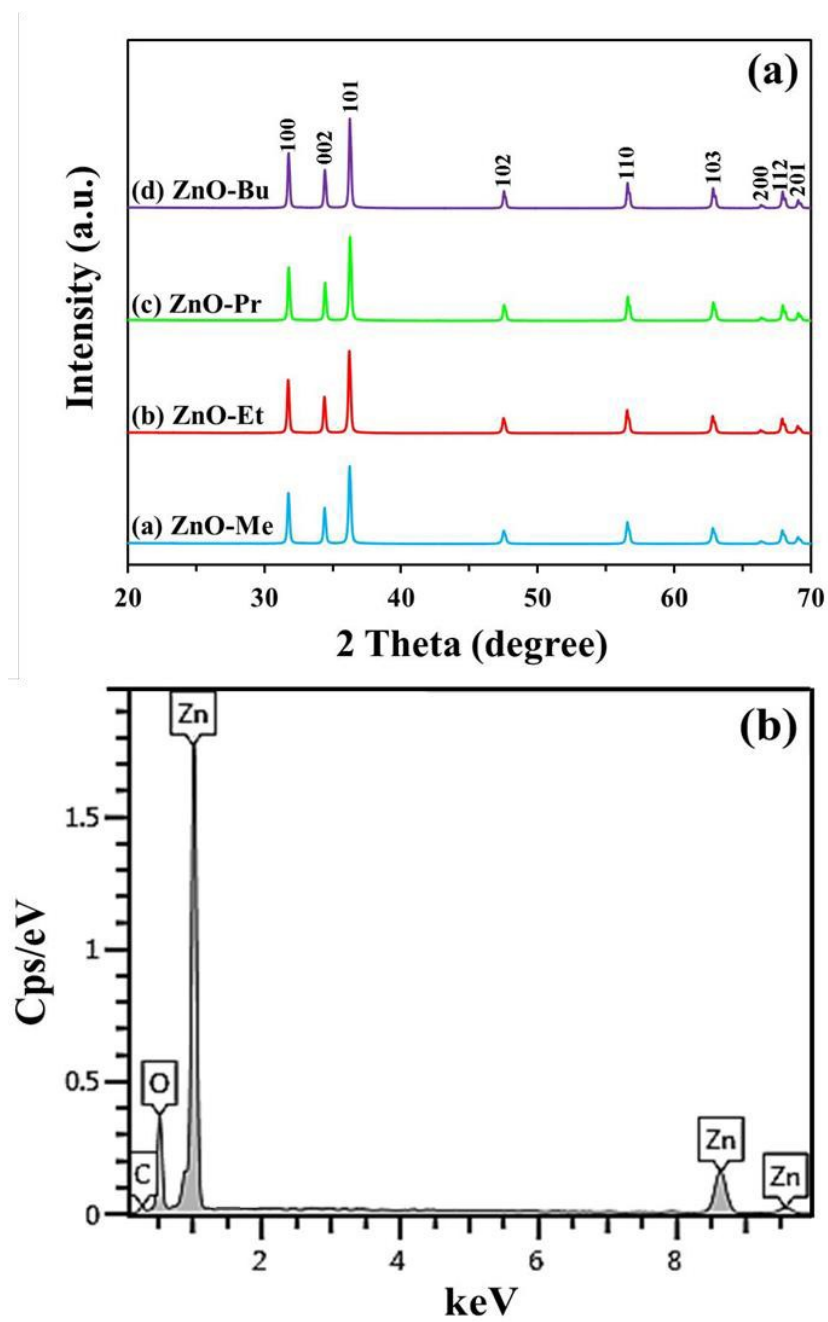 (a)
101
100
002
102
110
103
200
112
201
(d) ZnO-Bu
(c) ZnO-Pr
(b) ZnO-Et
(a) ZnO-Me
Intensity (a.u.)
20 30 40 50 60 70
2 Theta (degree)
(b)
Zn
1.5
1
0.5
0
O
C
Zn
Zn
Cps/eV
2 4 6 8
keV